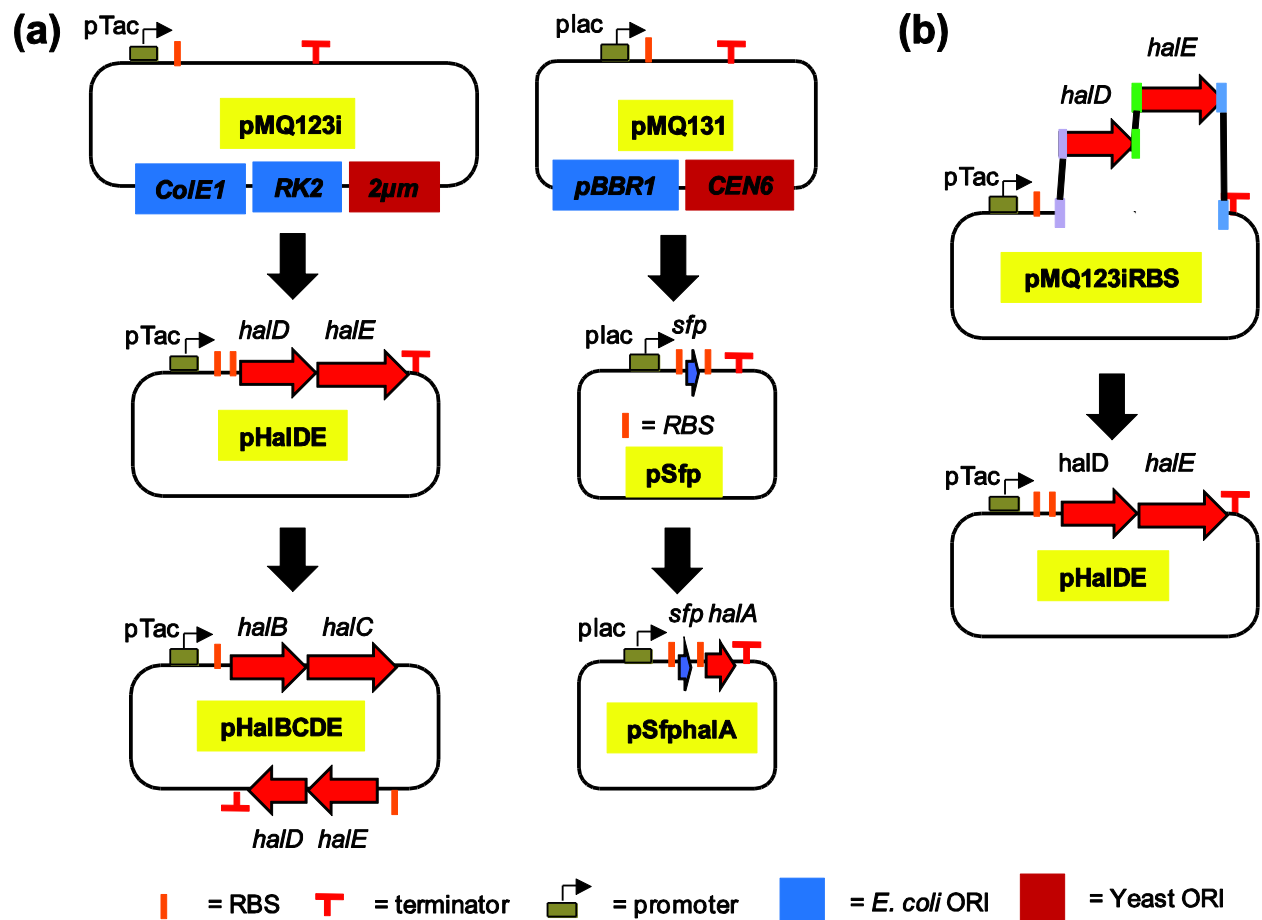 (a)
pTac
pMQ123i
ColE1 RK2 2µm
plac
pMQ131
pBBR1 CEN6
pTac halD halE
pHalDE
plac sfp
= RBS
pSfp
pTac halB halC
pHalBCDE
halD halE
plac sfp halA
pSfphalA
(b)
halE
halD
pTac
pMQ123iRBS
pTac halD halE
pHalDE
= RBS = terminator = promoter = E. coli ORI = Yeast ORI